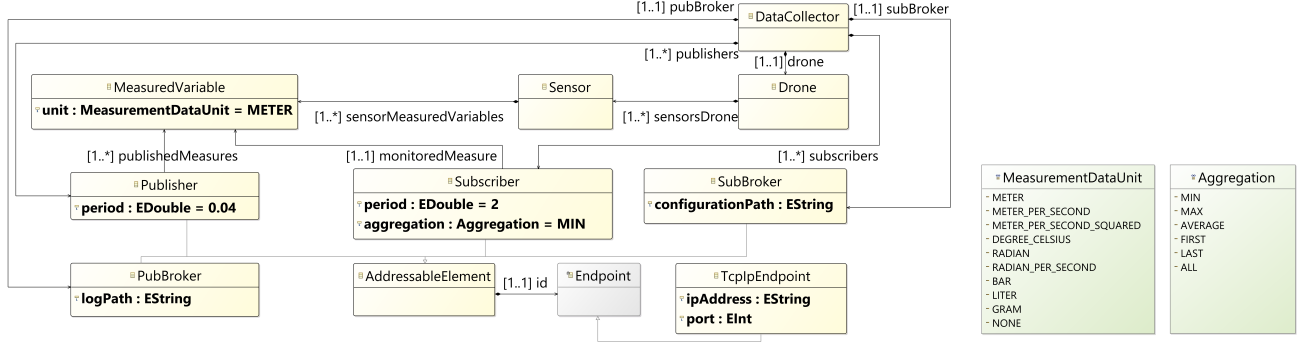 [1..1] pubBroker
DataCollector
[1..1] subBroker
[1..*] publishers
[1..1] drone
MeasuredVariable
unit : MeasurementDataUnit = METER
Sensor
Drone
[1..*] sensorMeasuredVariables
[1..*] sensorsDrone
[1..*] publishedMeasures
[1..1] monitoredMeasure
[1..*] subscribers
Publisher
period : EDouble = 0.04
Subscriber
period : EDouble = 2
aggregation : Aggregation = MIN
SubBroker
configurationPath : EString
PubBroker
logPath : EString
AddressableElement
[1..1] id
Endpoint
TcpIpEndpoint
ipAddress : EString
port : EInt
MeasurementDataUnit
METER
METER_PER_SECOND
METER_PER_SECOND_SQUARED
DEGREE_CELSIUS
RADIAN
RADIAN_PER_SECOND
BAR
LITER
GRAM
NONE
Aggregation
MIN
MAX
AVERAGE
FIRST
LAST
ALL